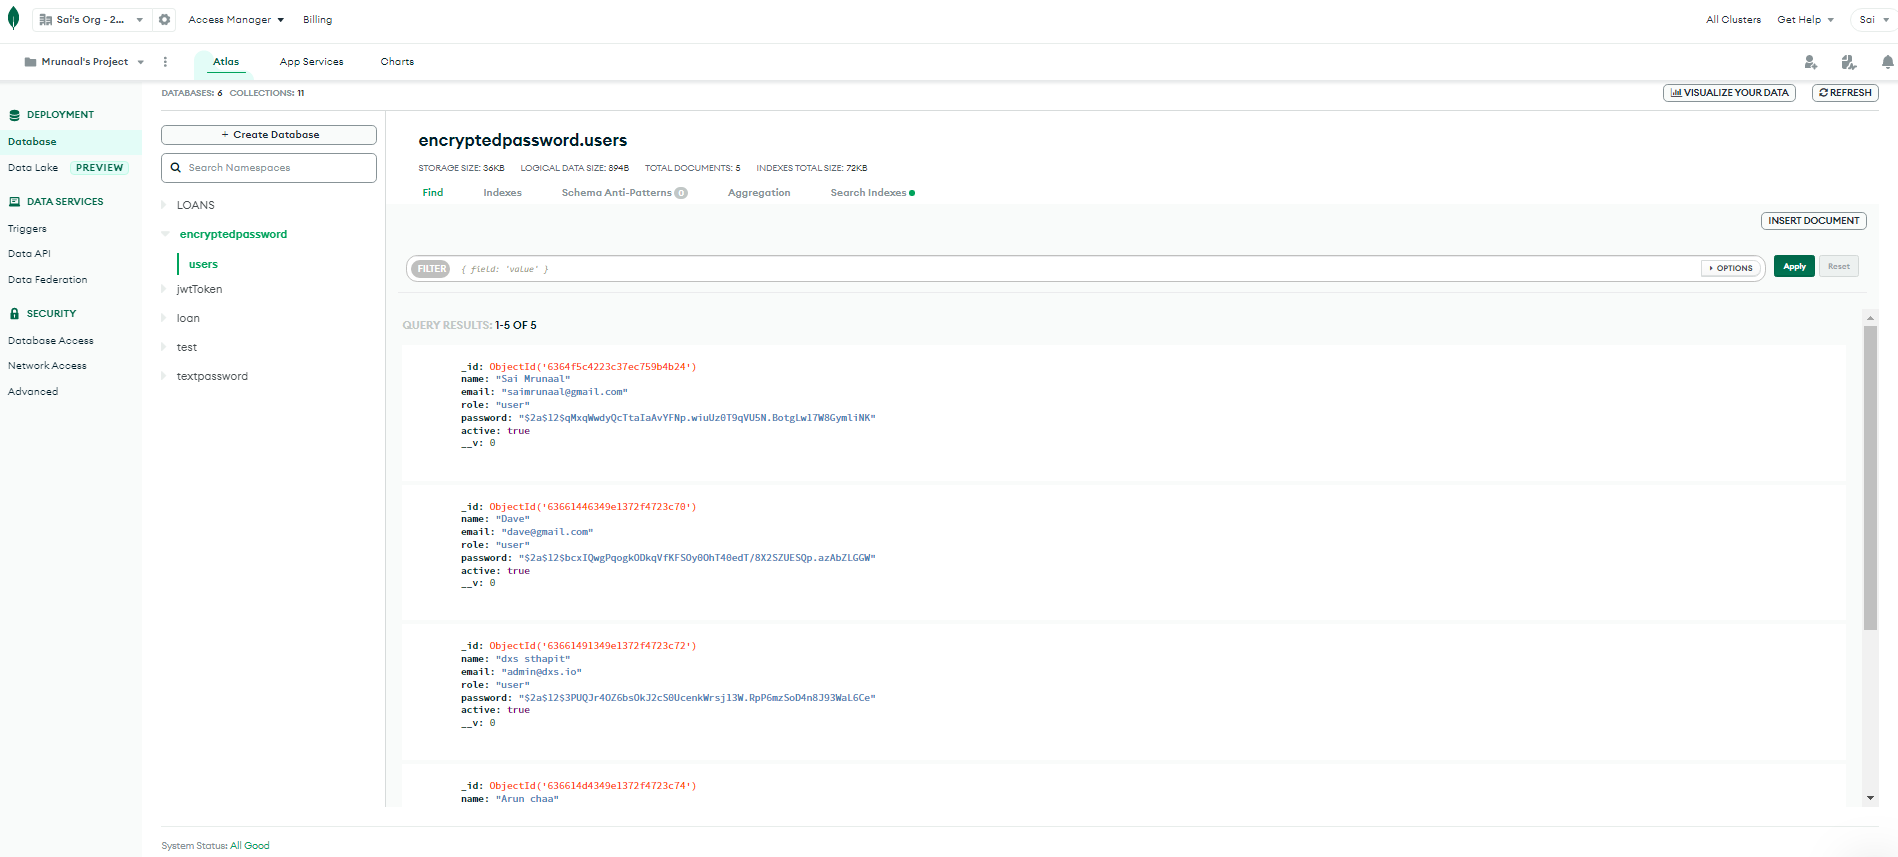 Sai's Org - 2...
Access Manager
Billing
All Clusters
Get Help
Sai
Mrunaal's Project
Atlas
App Services
Charts
DATABASES: 6 COLLECTIONS: 11
VISUALIZE YOUR DATA
REFRESH
DEPLOYMENT
Database
Data Lake PREVIEW
DATA SERVICES
Triggers
Data API
Data Federation
SECURITY
Database Access
Network Access
Advanced
+ Create Database
Search Namespaces
LOANS
encryptedpassword
users
jwtToken
loan
test
textpassword
encryptedpassword.users
STORAGE SIZE: 36KB LOGICAL DATA SIZE: 894B TOTAL DOCUMENTS: 5 INDEXES TOTAL SIZE: 72KB
Find Indexes Schema Anti-Patterns 0 Aggregation Search Indexes
INSERT DOCUMENT
FILTER { field: 'value' }
OPTIONS
Apply
Reset
QUERY RESULTS: 1-5 OF 5
_id: ObjectId('6364f5c4223c37ec759b4b24')
name: "Sai Mrunaal"
email: "saimrunaal@gmail.com"
role: "user"
password: "$2a$12$qMxqWwdyQcTtaIaAvYFNp.wiuUz0T9qVU5N.BotgLwl7W8GymliNK"
active: true
__v: 0
_id: ObjectId('63661446349e1372f4723c70')
name: "Dave"
email: "dave@gmail.com"
role: "user"
password: "$2a$12$bcxIQwgPqogkODkqVfKFSOy0OhT40edT/8X2SZUESQp.azAbZLGGW"
active: true
__v: 0
_id: ObjectId('63661491349e1372f4723c72')
name: "dxs sthapit"
email: "admin@dxs.io"
role: "user"
password: "$2a$12$3PUQJr4OZ6bsOkJ2cS0UcenkWrsjl3W.RpP6mzSoD4n8J93WaL6Ce"
active: true
__v: 0
_id: ObjectId('636614d4349e1372f4723c74')
name: "Arun chaa"
System Status: All Good